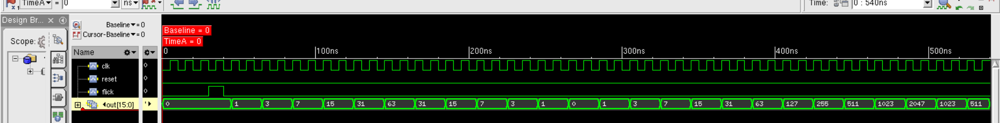 TimeA = 0 ns Time: 0 : 540ns
Design Br... Baseline = 0
Scope: Cursor-Baseline = 0
Baseline = 0
TimeA = 0
Name 0 100ns 200ns 300ns 400ns 500ns
clk 0
reset 0
flick 0
out[15:0] 0 1 3 7 15 31 63 31 15 7 3 1 0 1 3 7 15 31 63 127 255 511 1023 2047 1023 511